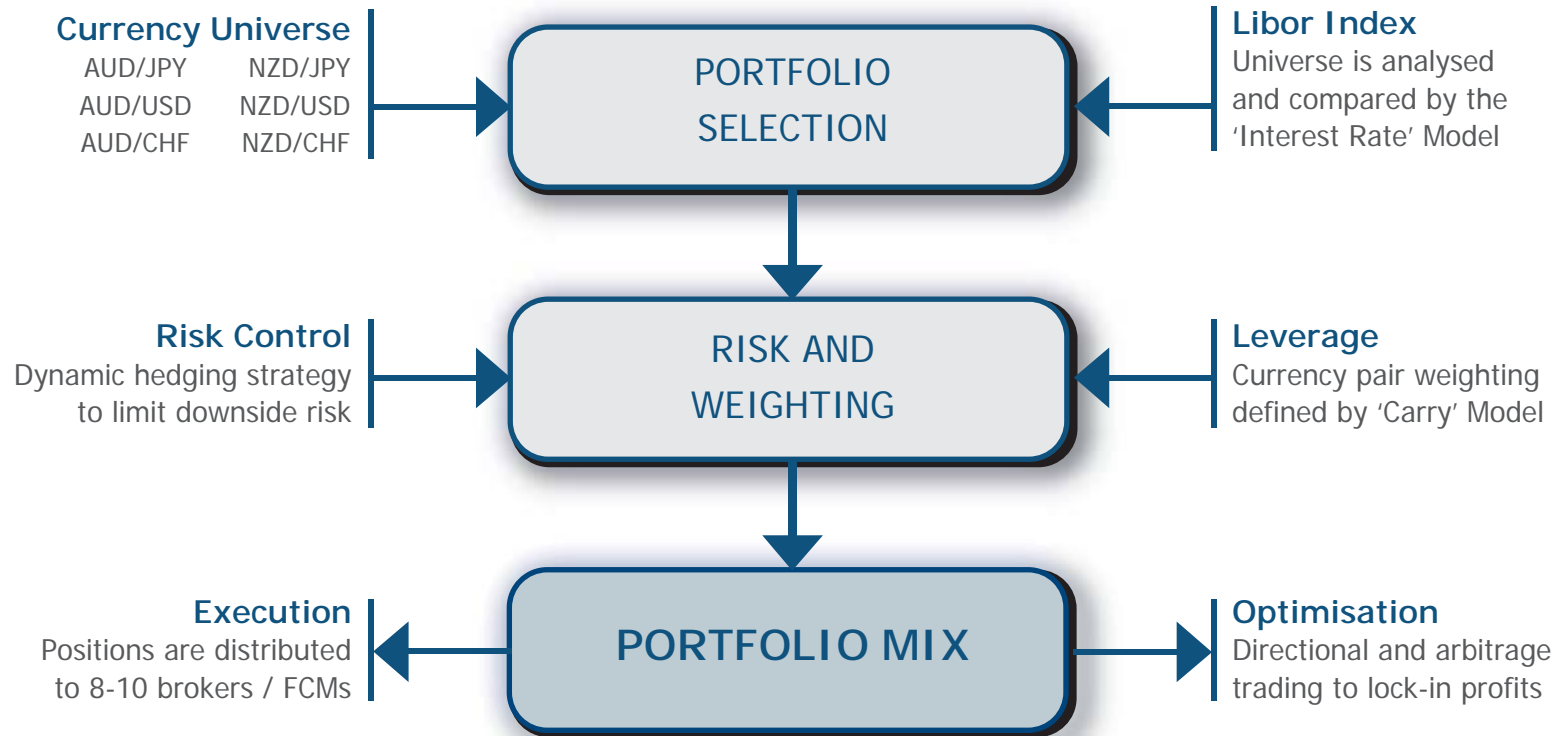 Currency Universe
AUD/JPY NZD/JPY
AUD/USD NZD/USD
AUD/CHF NZD/CHF
PORTFOLIO
SELECTION
Libor Index
Universe is analysed
and compared by the
‘Interest Rate’ Model
Risk Control
Dynamic hedging strategy
to limit downside risk
RISK AND
WEIGHTING
Leverage
Currency pair weighting
defined by ‘Carry’ Model
Execution
Positions are distributed
to 8-10 brokers / FCMs
PORTFOLIO MIX
Optimisation
Directional and arbitrage
trading to lock-in profits